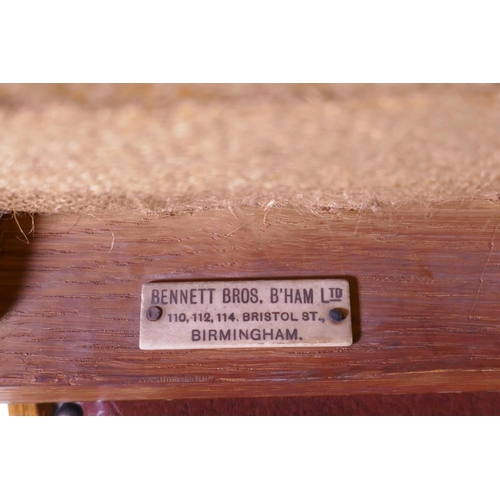 BENNETT BROS. B'HAM LTD
110, 112, 114. BRISTOL ST.,
BIRMINGHAM.